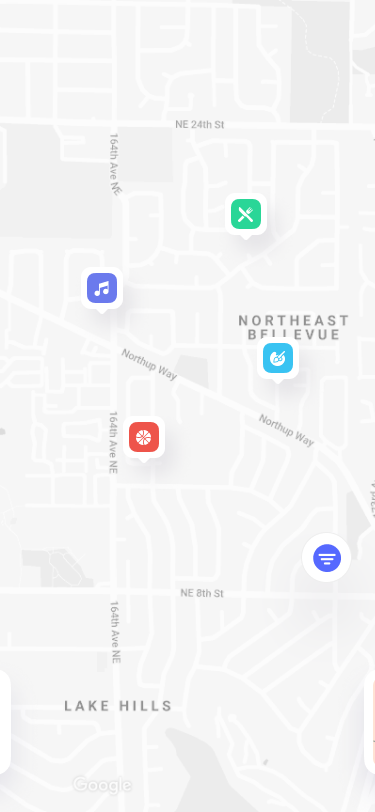 NE 24th St
164th Ave NE
NORTHEAST
BELLEVUE
Northup Way
164th Ave NE
Northup Way
NE 8th St
164th Ave NE
LAKE HILLS
Google